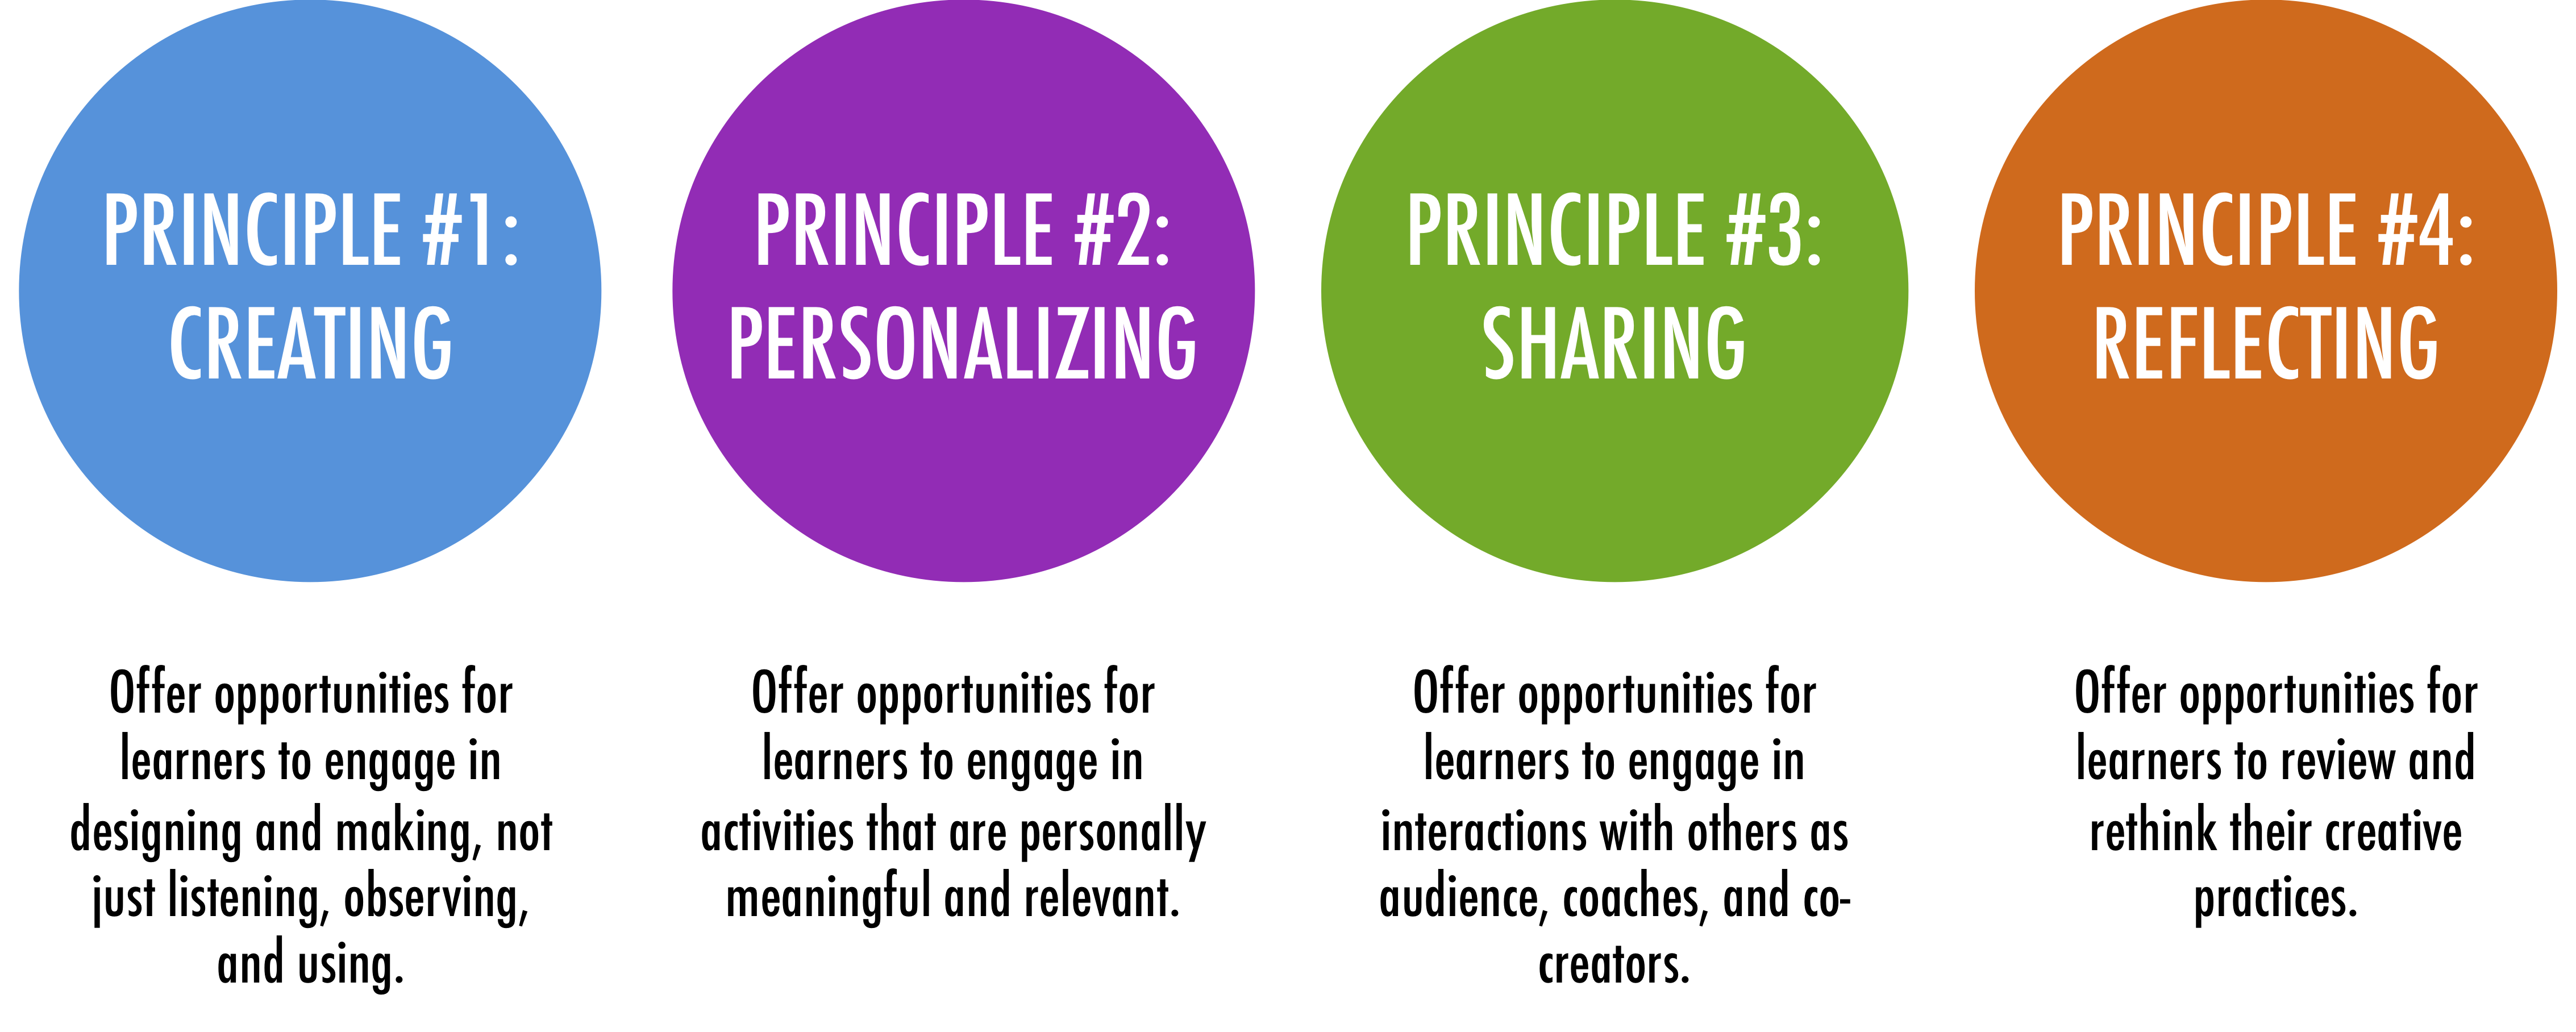 PRINCIPLE #1:
CREATING
Offer opportunities for
learners to engage in
designing and making, not
just listening, observing,
and using.
PRINCIPLE #2:
PERSONALIZING
Offer opportunities for
learners to engage in
activities that are personally
meaningful and relevant.
PRINCIPLE #3:
SHARING
Offer opportunities for
learners to engage in
interactions with others as
audience, coaches, and co-
creators.
PRINCIPLE #4:
REFLECTING
Offer opportunities for
learners to review and
rethink their creative
practices.